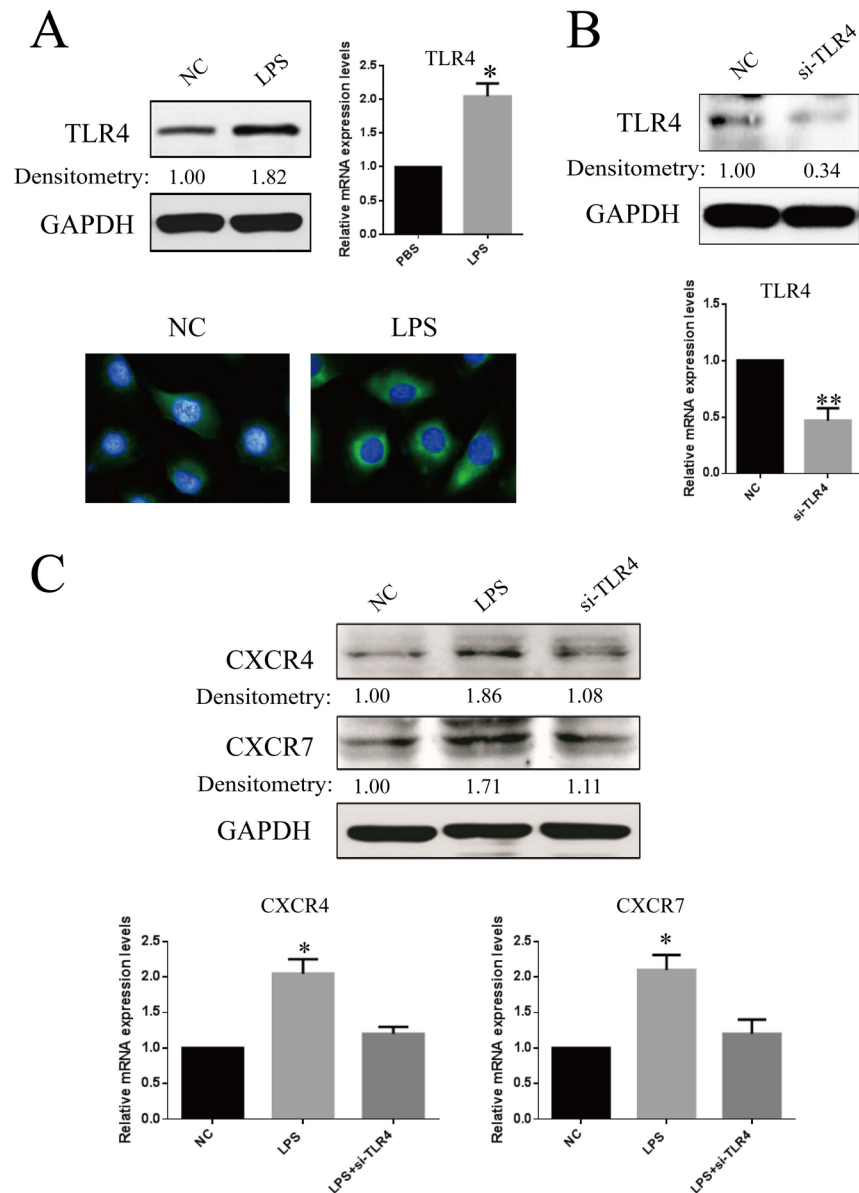 A
NC LPS
TLR4
Densitometry: 1.00 1.82
GAPDH
TLR4
Relative mRNA expression levels
2.5
2.0
1.5
1.0
0.5
0.0
*
PBS LPS
NC LPS
B
NC si-TLR4
TLR4
Densitometry: 1.00 0.34
GAPDH
TLR4
Relative mRNA expression levels
1.5
1.0
0.5
0.0
**
NC si-TLR4
C
NC LPS si-TLR4
CXCR4
Densitometry: 1.00 1.86 1.08
CXCR7
Densitometry: 1.00 1.71 1.11
GAPDH
CXCR4
Relative mRNA expression levels
2.5
2.0
1.5
1.0
0.5
0.0
*
NC LPS LPS+si-TLR4
CXCR7
Relative mRNA expression levels
2.5
2.0
1.5
1.0
0.5
0.0
*
NC LPS LPS+si-TLR4